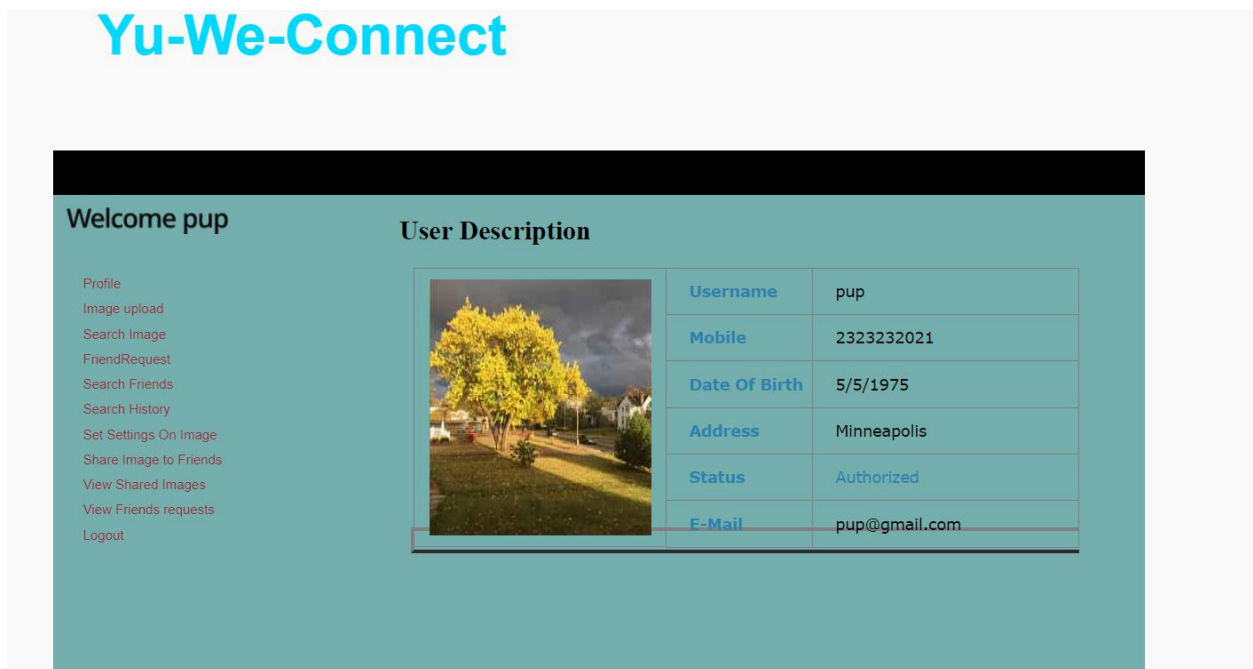 Yu-We-Connect
Welcome pup
Profile
Image upload
Search Image
FriendRequest
Search Friends
Search History
Set Settings On Image
Share Image to Friends
View Shared Images
View Friends requests
Logout
User Description
Username pup
Mobile 2323232021
Date Of Birth 5/5/1975
Address Minneapolis
Status Authorized
E-Mail pup@gmail.com